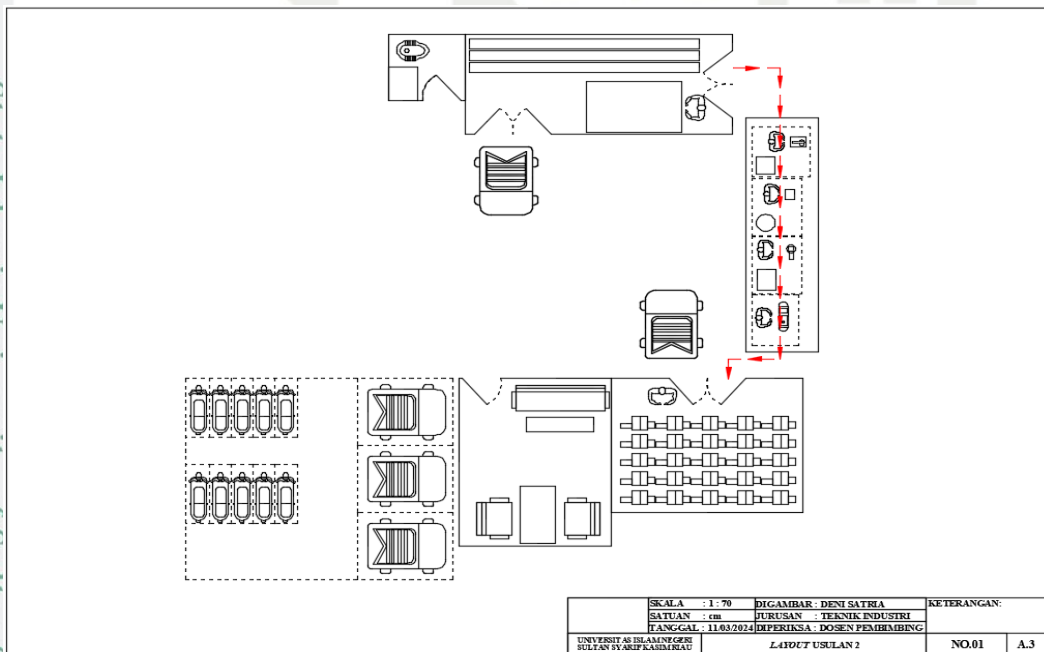 SKALA : 1 : 70 DIGAMBAR : DENI SATRIA KETERANGAN:
SATUAN : cm JURUSAN : TEKNIK INDUSTRI
TANGGAL : 11/03/2024 DIPERIKSA : DOSEN PEMBIMBING
UNIVERSITAS ISLAM NEGERI
SULTAN SYARIF KASIM RIAU
LAYOUT USULAN 2 NO.01 A.3